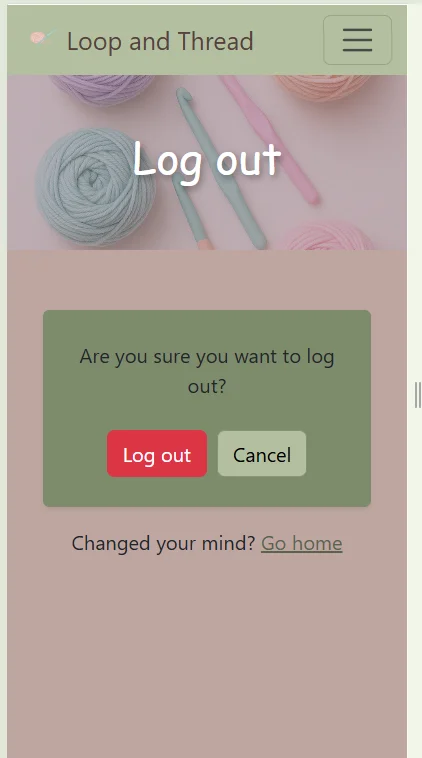 Loop and Thread
Log out
Are you sure you want to log
out?
Log out
Cancel
Changed your mind? Go home